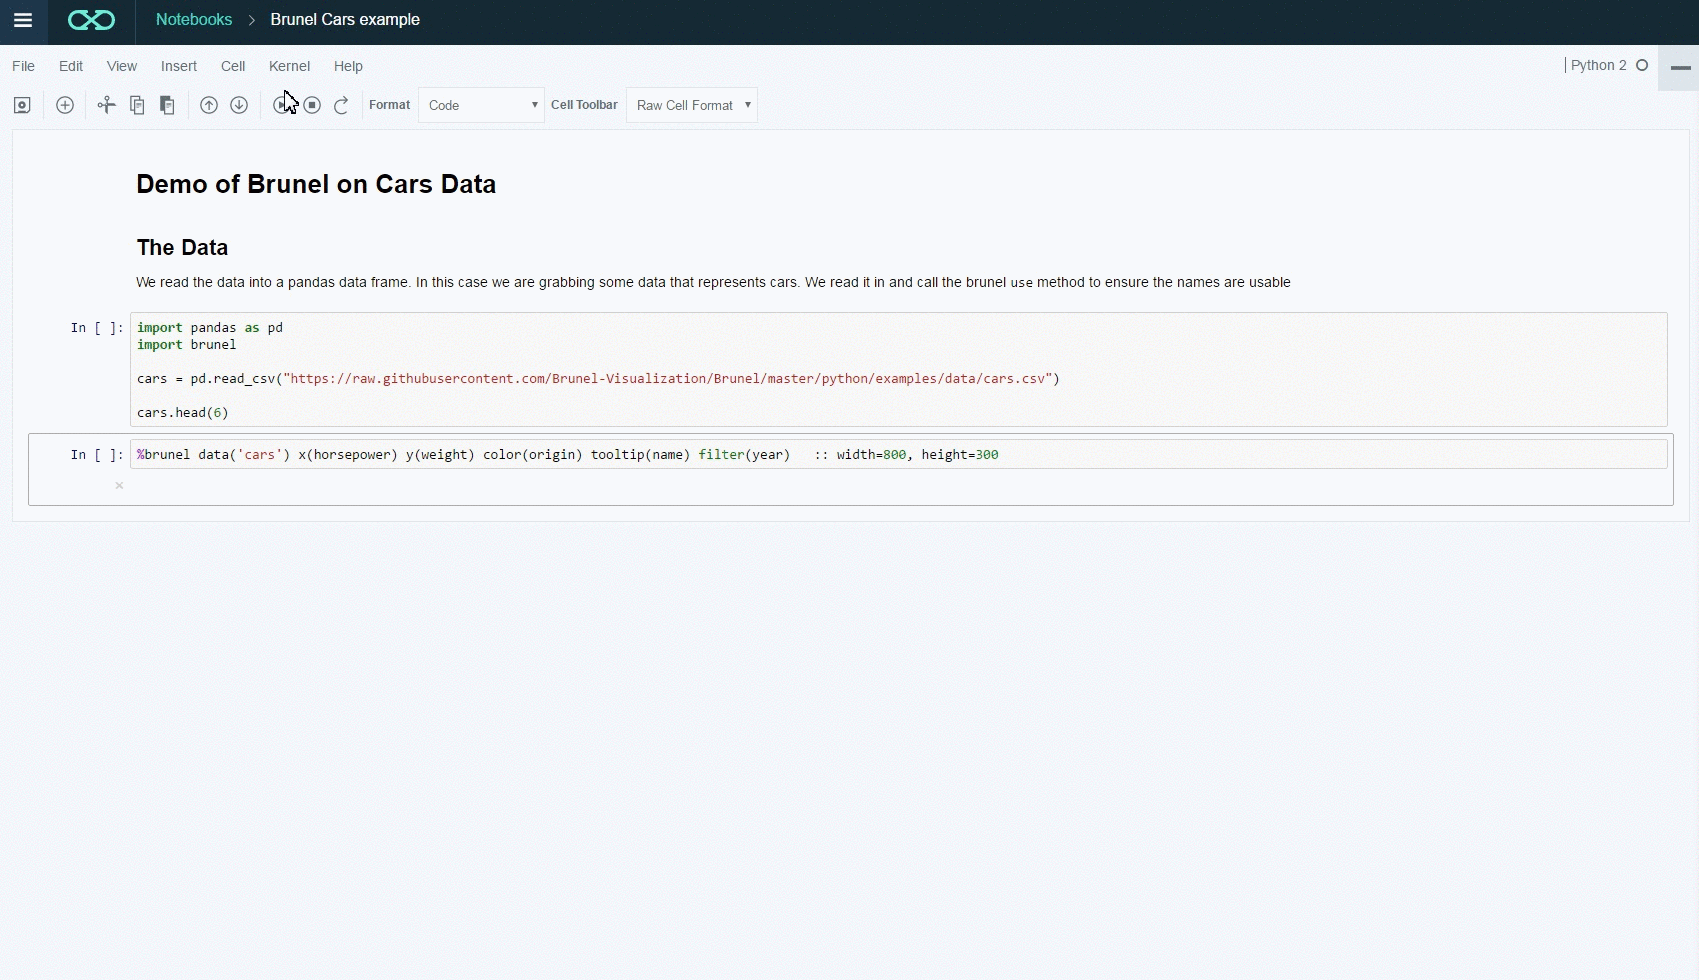 Notebooks > Brunel Cars example
File Edit View Insert Cell Kernel Help | Python 2
Format Code Cell Toolbar Raw Cell Format
Demo of Brunel on Cars Data
The Data
We read the data into a pandas data frame. In this case we are grabbing some data that represents cars. We read it in and call the brunel use method to ensure the names are usable
In [ ]: import pandas as pd
import brunel
cars = pd.read_csv("https://raw.githubusercontent.com/Brunel-Visualization/Brunel/master/python/examples/data/cars.csv")
cars.head(6)
In [ ]: %brunel data('cars') x(horsepower) y(weight) color(origin) tooltip(name) filter(year)   :: width=800, height=300